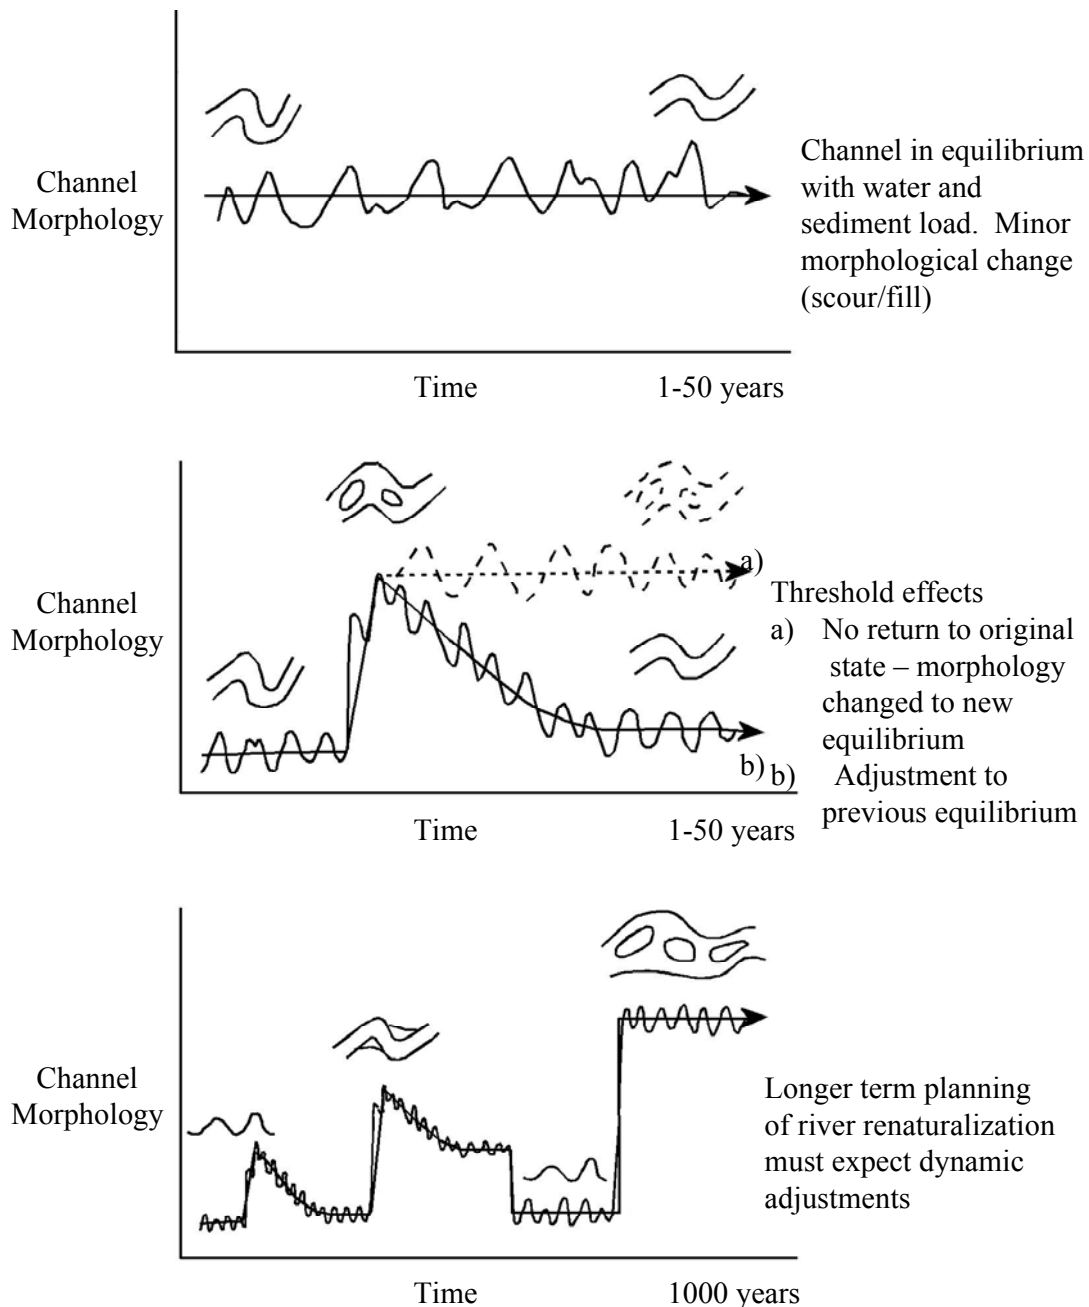 Channel
Morphology
Channel in equilibrium
with water and
sediment load.  Minor
morphological change
(scour/fill)
Time
1-50 years
Channel
Morphology
a)
b)
Threshold effects
a) No return to original
state – morphology
changed to new
equilibrium
b) Adjustment to
previous equilibrium
Time
1-50 years
Channel
Morphology
Longer term planning
of river renaturalization
must expect dynamic
adjustments
Time
1000 years